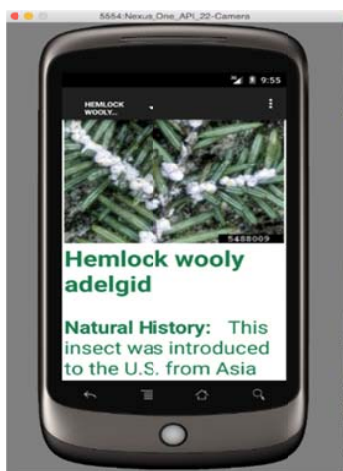 5554:Nexus_One_API_22-Camera
9:55
HEMLOCK
WOOLY...
5488009
Hemlock wooly
adelgid
Natural History: This
insect was introduced
to the U.S. from Asia